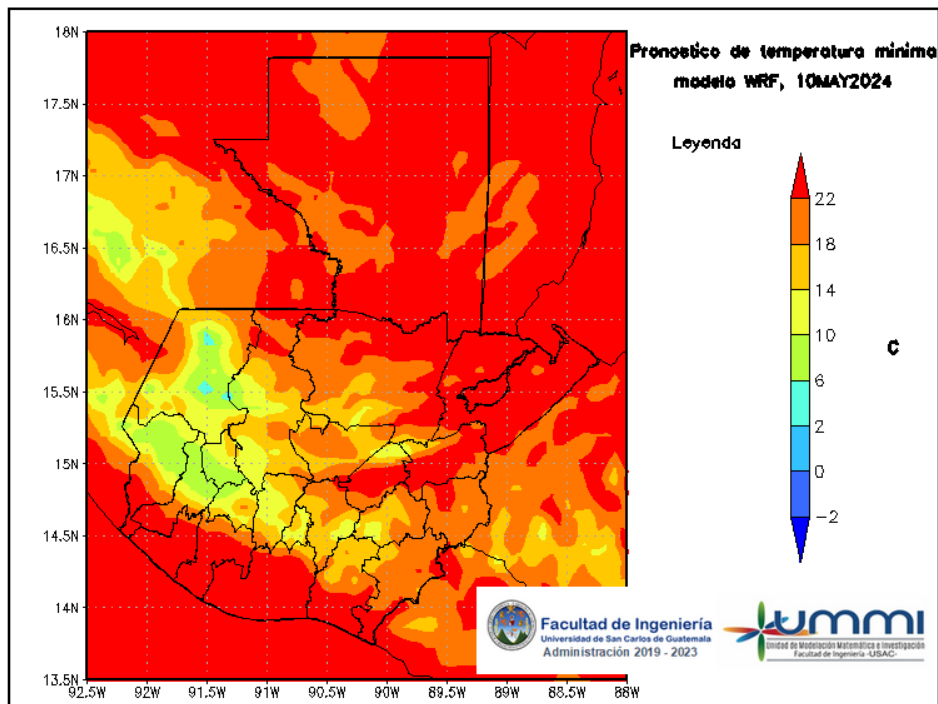 Pronostico de temperatura minima
modelo WRF, 10MAY2024
Leyenda
22
18
14
10
6
2
0
−2
C
18N
17.5N
17N
16.5N
16N
15.5N
15N
14.5N
14N
13.5N
92.5W 92W 91.5W 91W 90.5W 90W 89.5W 89W 88.5W 88W
Facultad de Ingeniería
Universidad de San Carlos de Guatemala
Administración 2019 - 2023
ummi
Unidad de Modelación Matemática e Investigación
Facultad de Ingeniería -USAC-